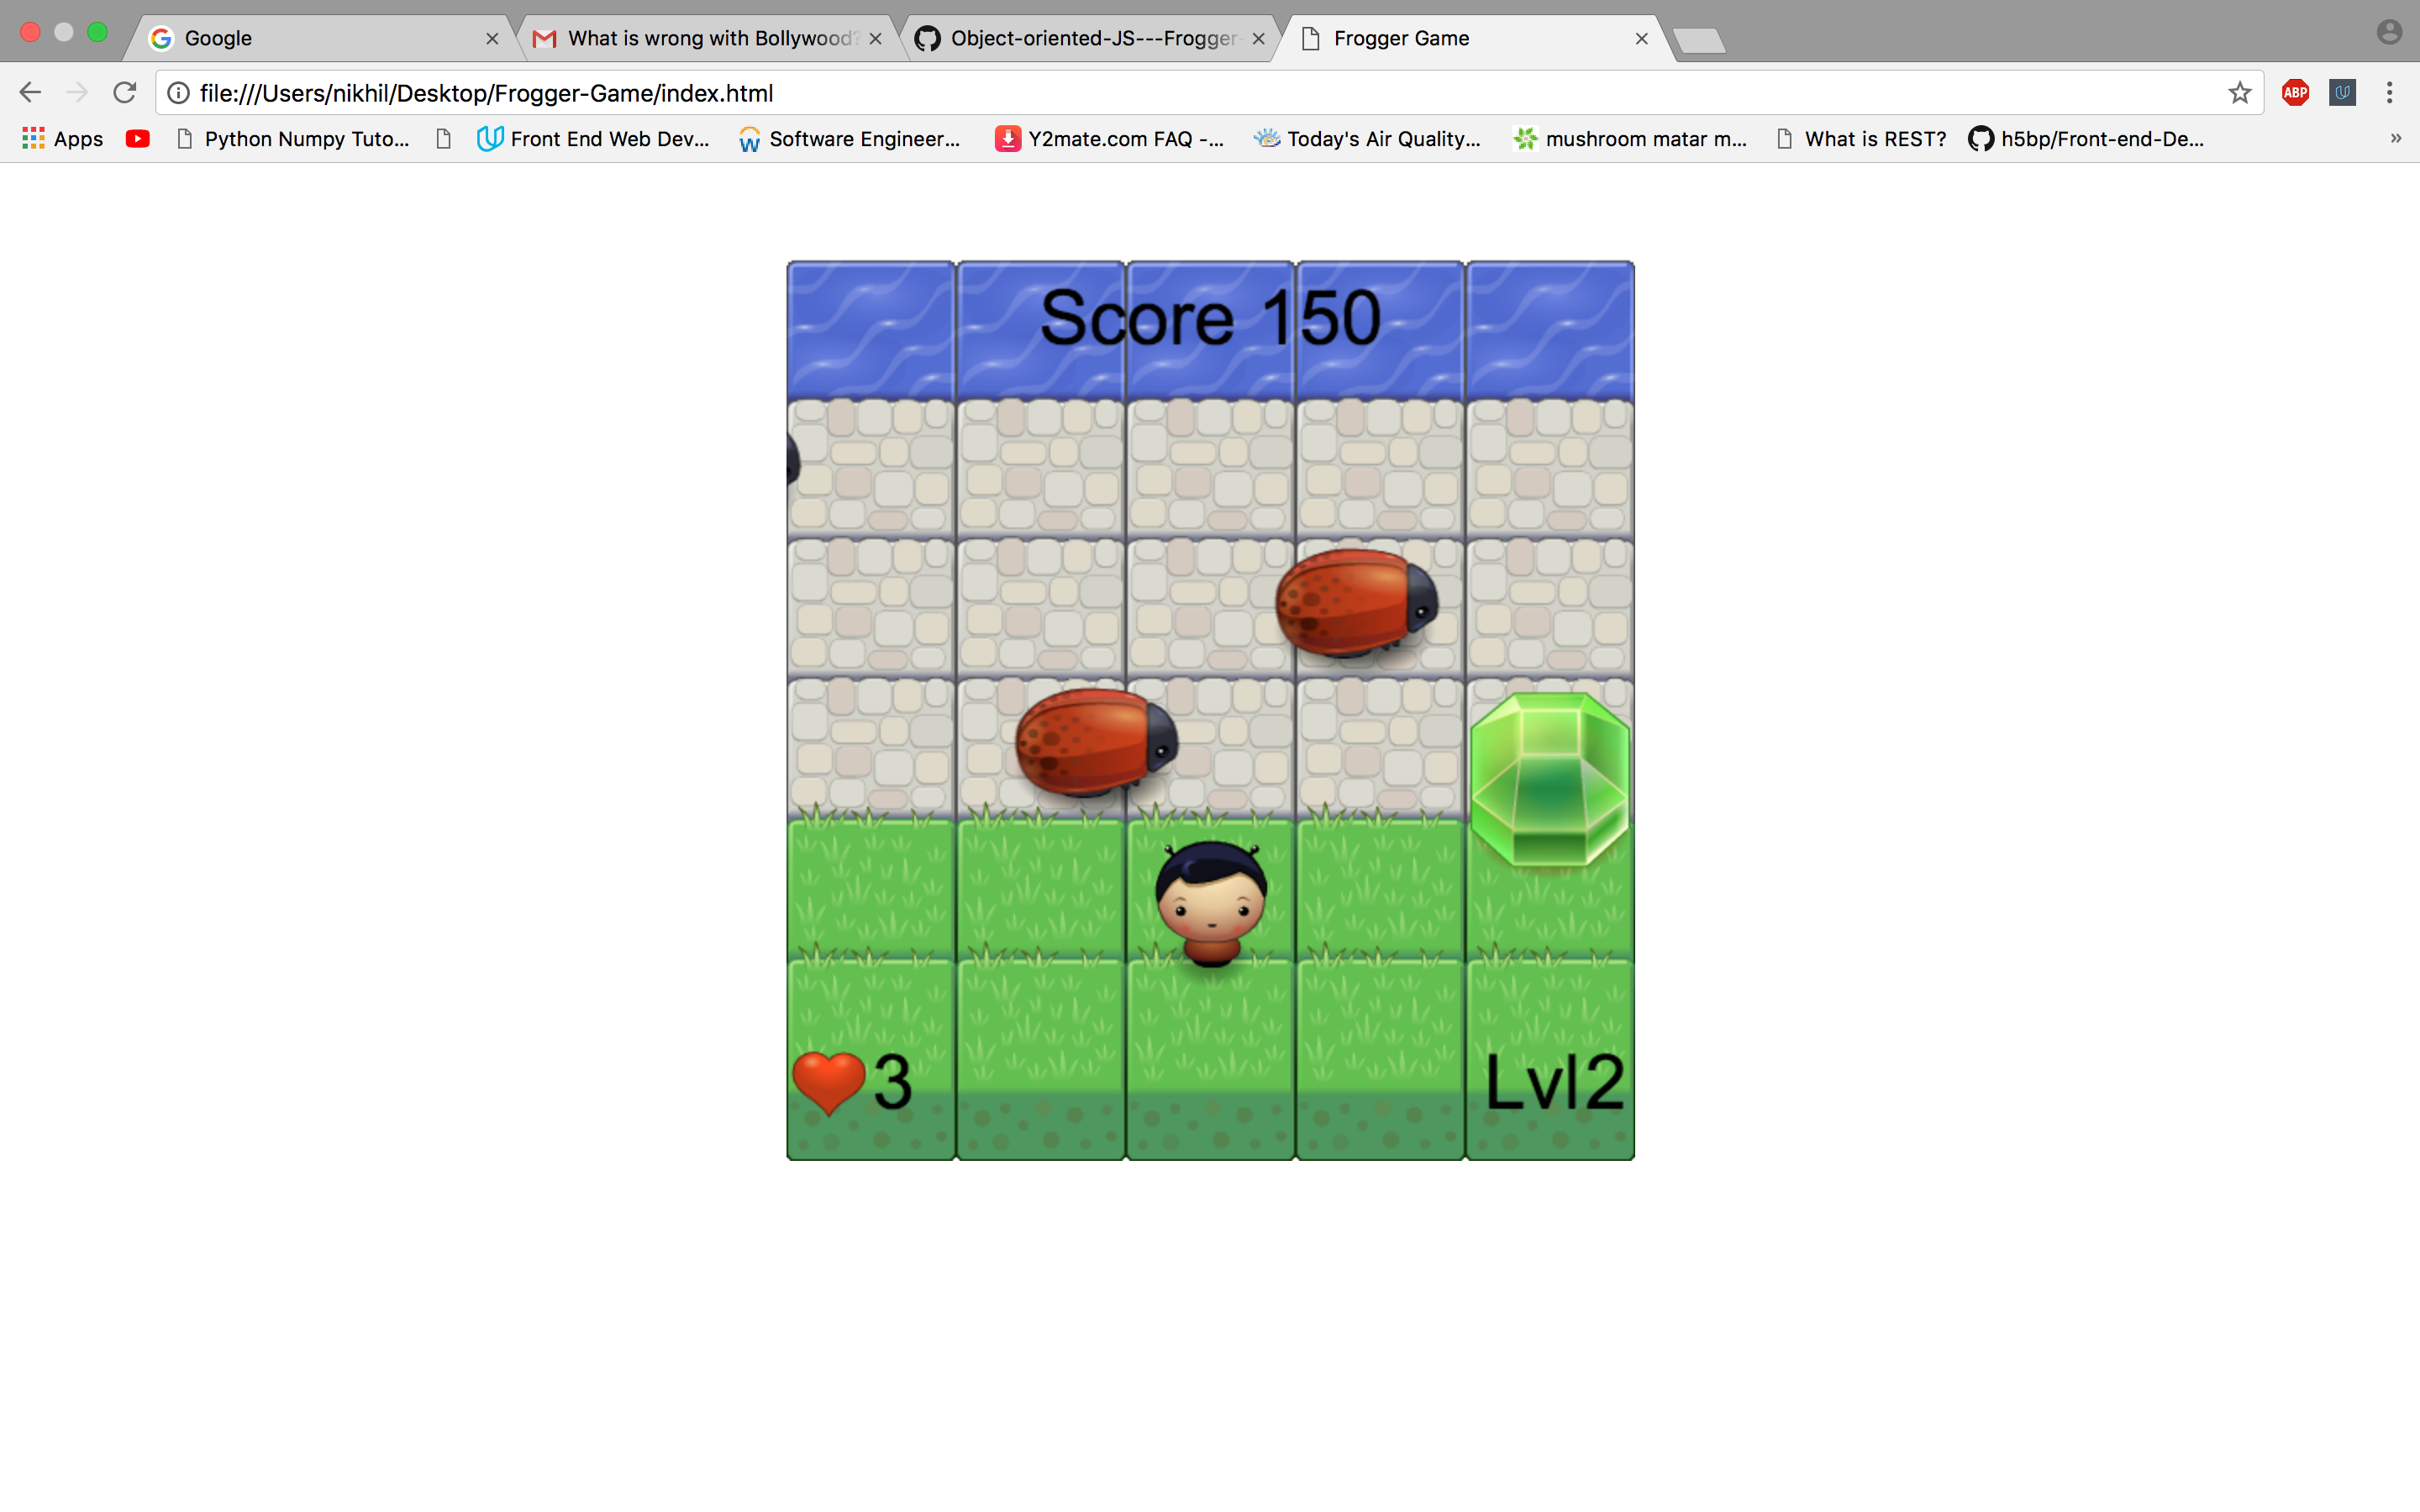 Google
What is wrong with Bollywood?
Object-oriented-JS---Frogger-
Frogger Game
file:///Users/nikhil/Desktop/Frogger-Game/index.html
ABP
Apps
Python Numpy Tuto...
Front End Web Dev...
Software Engineer...
Y2mate.com FAQ -...
Today's Air Quality...
mushroom matar m...
What is REST?
h5bp/Front-end-De...
»
Score 150
3
Lvl2